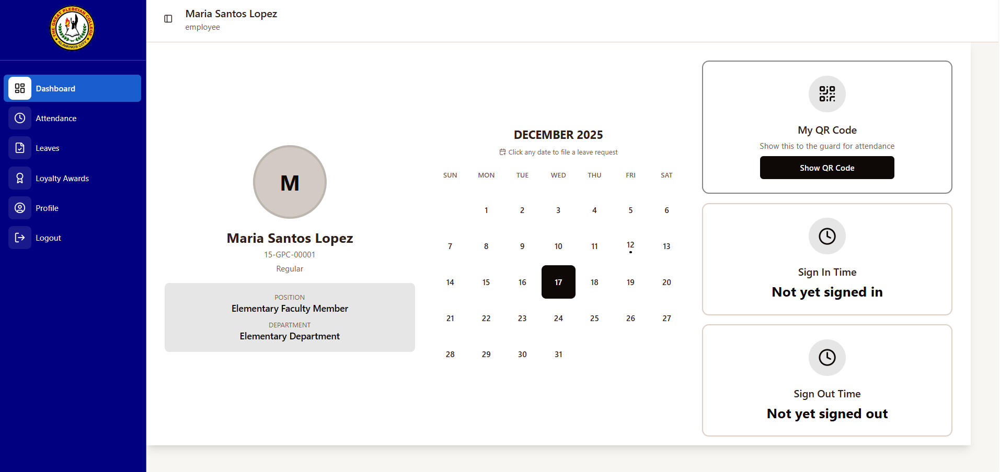 THE GREAT PLEBEIAN COLLEGE
ALAMINOS CITY
Dashboard
Attendance
Leaves
Loyalty Awards
Profile
Logout
Maria Santos Lopez
employee
M
Maria Santos Lopez
15-GPC-00001
Regular
POSITION
Elementary Faculty Member
DEPARTMENT
Elementary Department
DECEMBER 2025
Click any date to file a leave request
SUN MON TUE WED THU FRI SAT
1 2 3 4 5 6
7 8 9 10 11 12 13
14 15 16 17 18 19 20
21 22 23 24 25 26 27
28 29 30 31
My QR Code
Show this to the guard for attendance
Show QR Code
Sign In Time
Not yet signed in
Sign Out Time
Not yet signed out